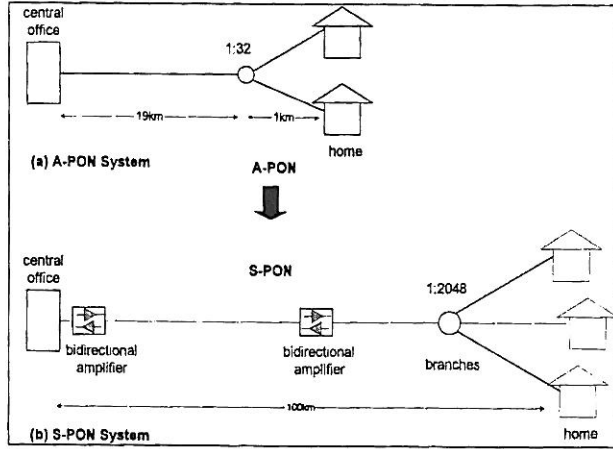 central
office
1:32
19km
1km
home
(a) A-PON System
A-PON
central
office
S-PON
1:2048
bidirectional
amplifier
bidirectional
amplifier
branches
100km
home
(b) S-PON System